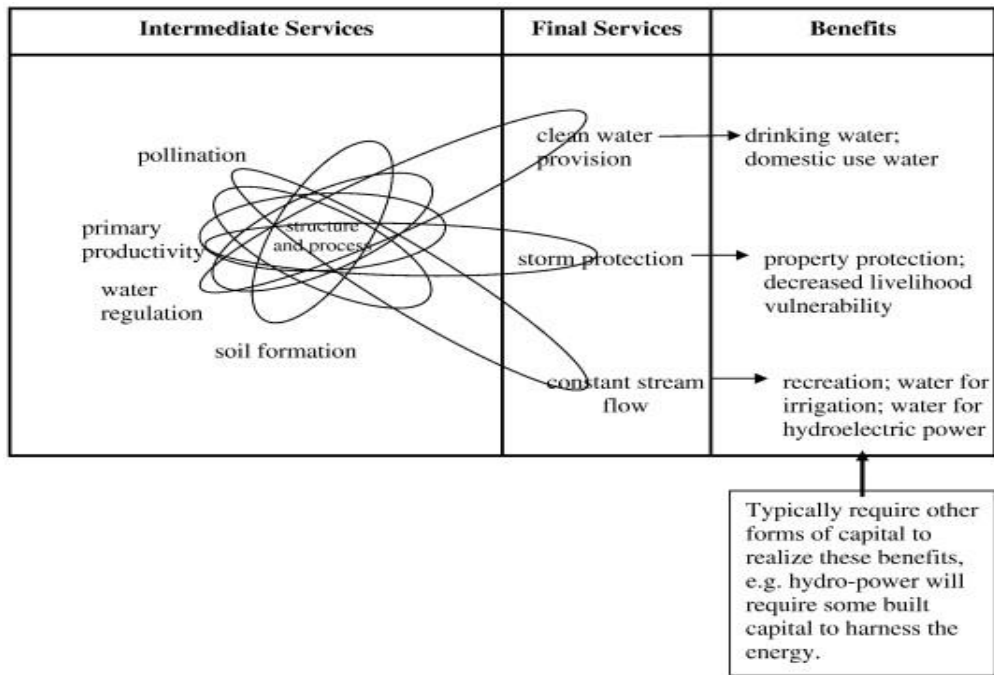 Intermediate Services
Final Services
Benefits
pollination
primary
productivity
water
regulation
soil formation
structure
and process
clean water
provision
storm protection
constant stream
flow
drinking water;
domestic use water
property protection;
decreased livelihood
vulnerability
recreation; water for
irrigation; water for
hydroelectric power
Typically require other
forms of capital to
realize these benefits,
e.g. hydro-power will
require some built
capital to harness the
energy.